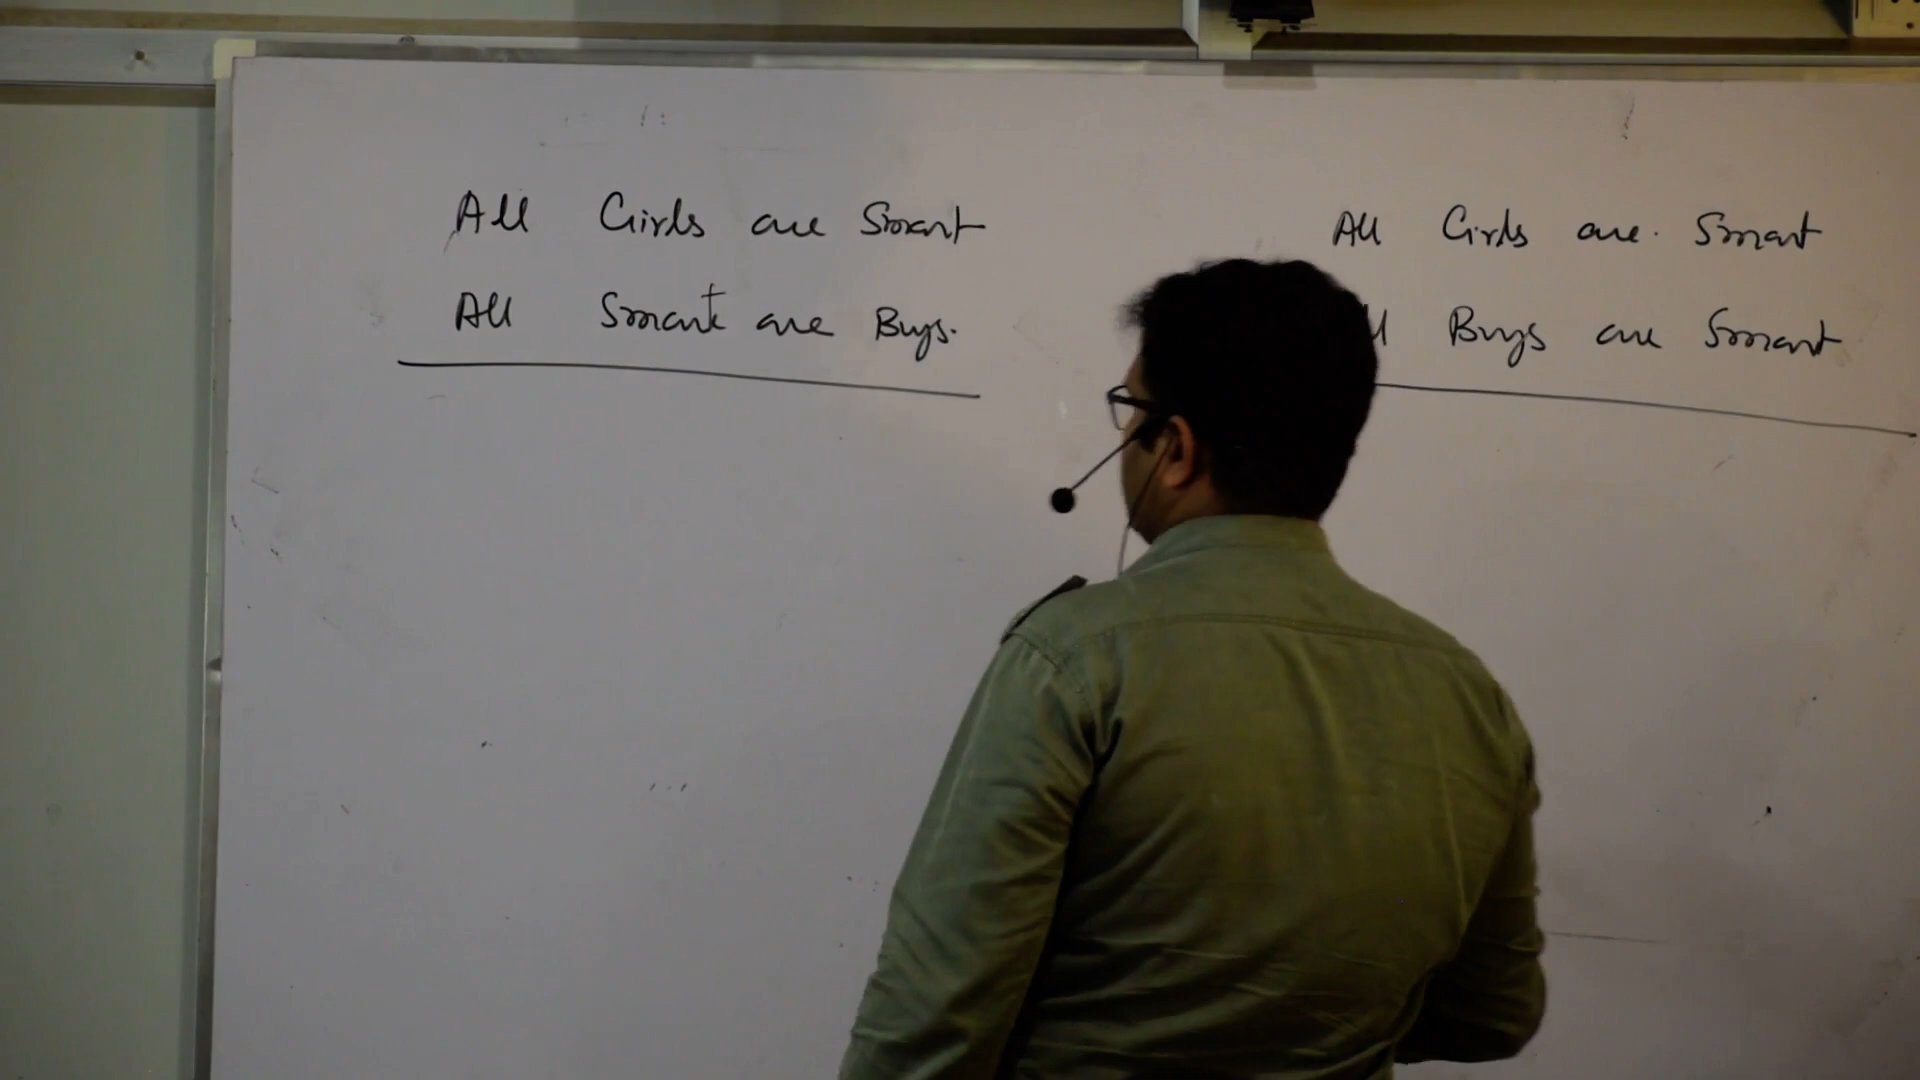 All Girls are Smart
All Smart are Boys.
All Girls are. Smart
Boys are Smart